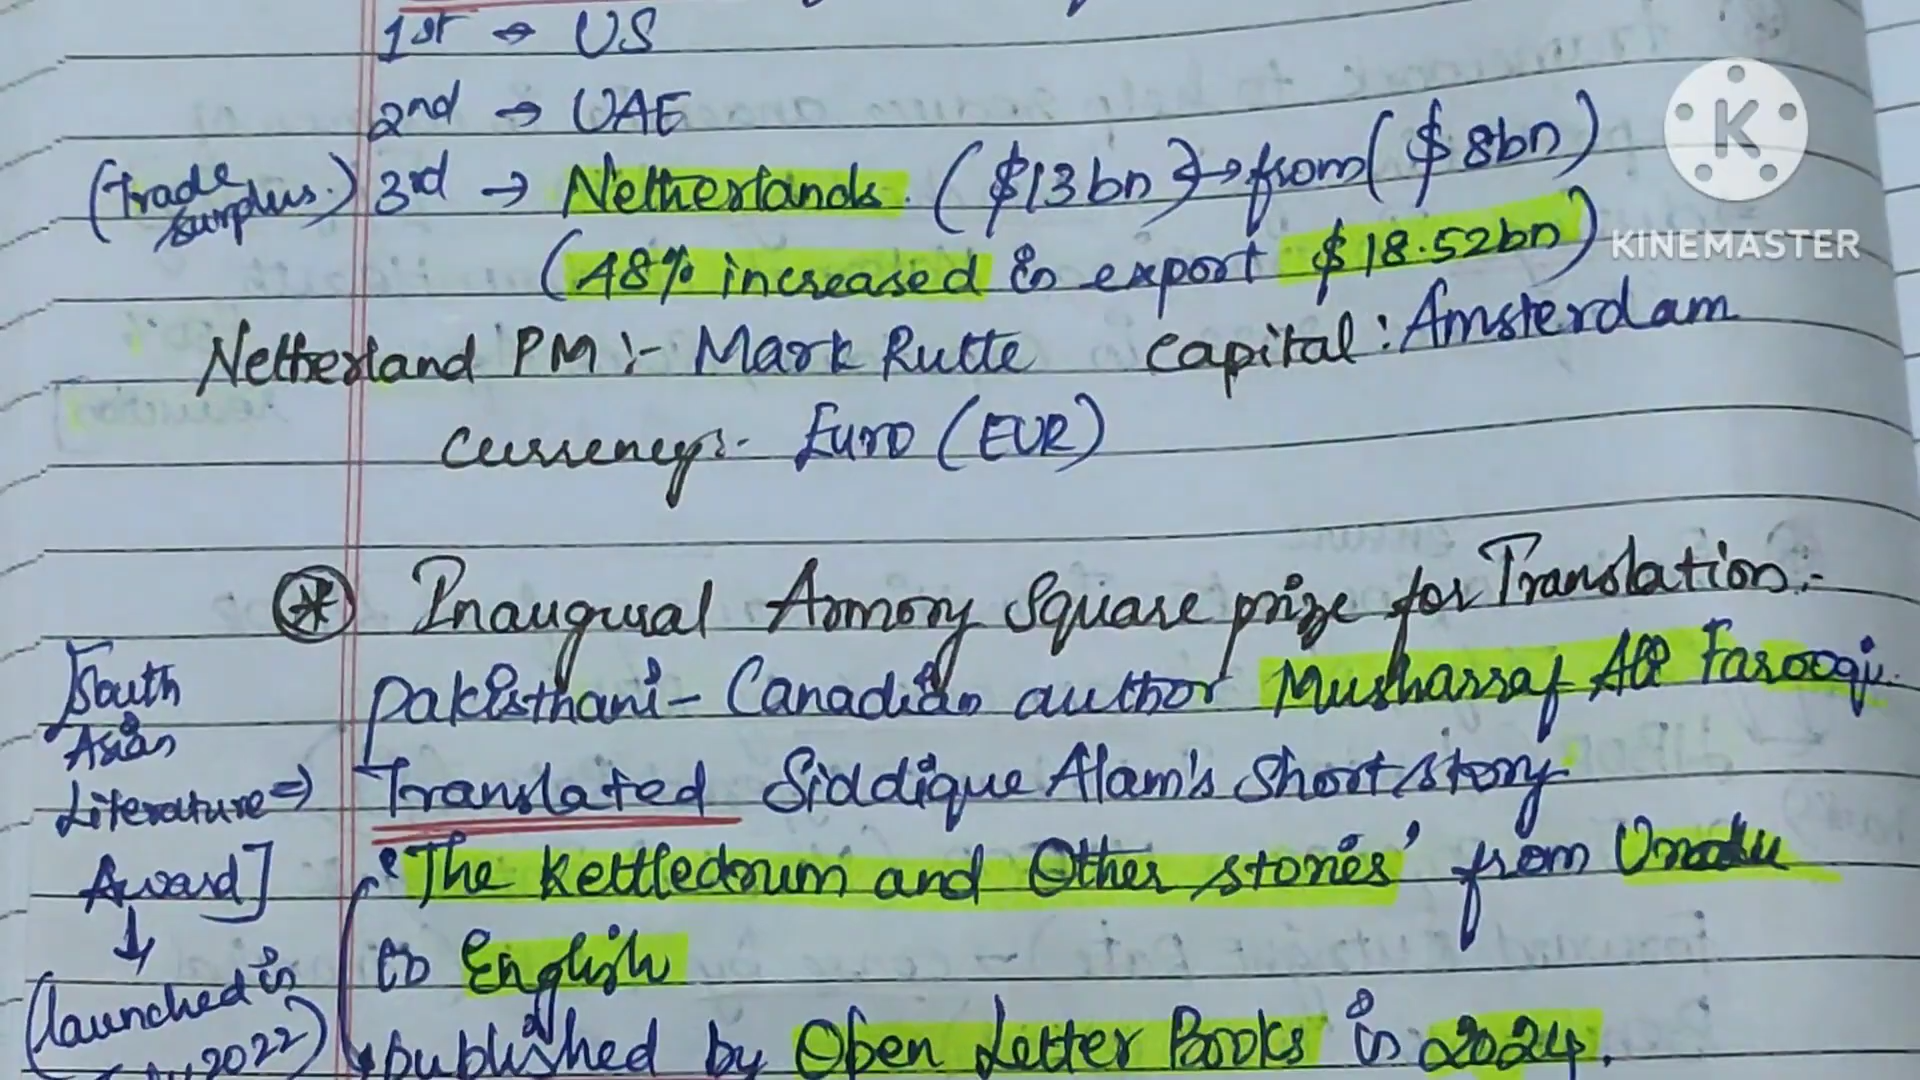 1st → US
2nd → UAE
(Trade surplus.) 3rd → Netherlands. ($13bn) → from ($8bn)
(48% increased in export $18.52bn)
Netherland PM :- Mark Rutte capital : Amsterdam
currency:- Euro (EUR)
Inaugural Armory Square prize for Translation:-
Pakisthani - Canadian author Musharraf Ali Farooqi.
Translated Siddique Alam's Short story
'The Kettledrum and Other stories' from Urdu
to English
published by Open Letter Books in 2024.
[South
Asian
Literature ⇒
Award]
↓
(launched in
2022)
K
KINEMASTER